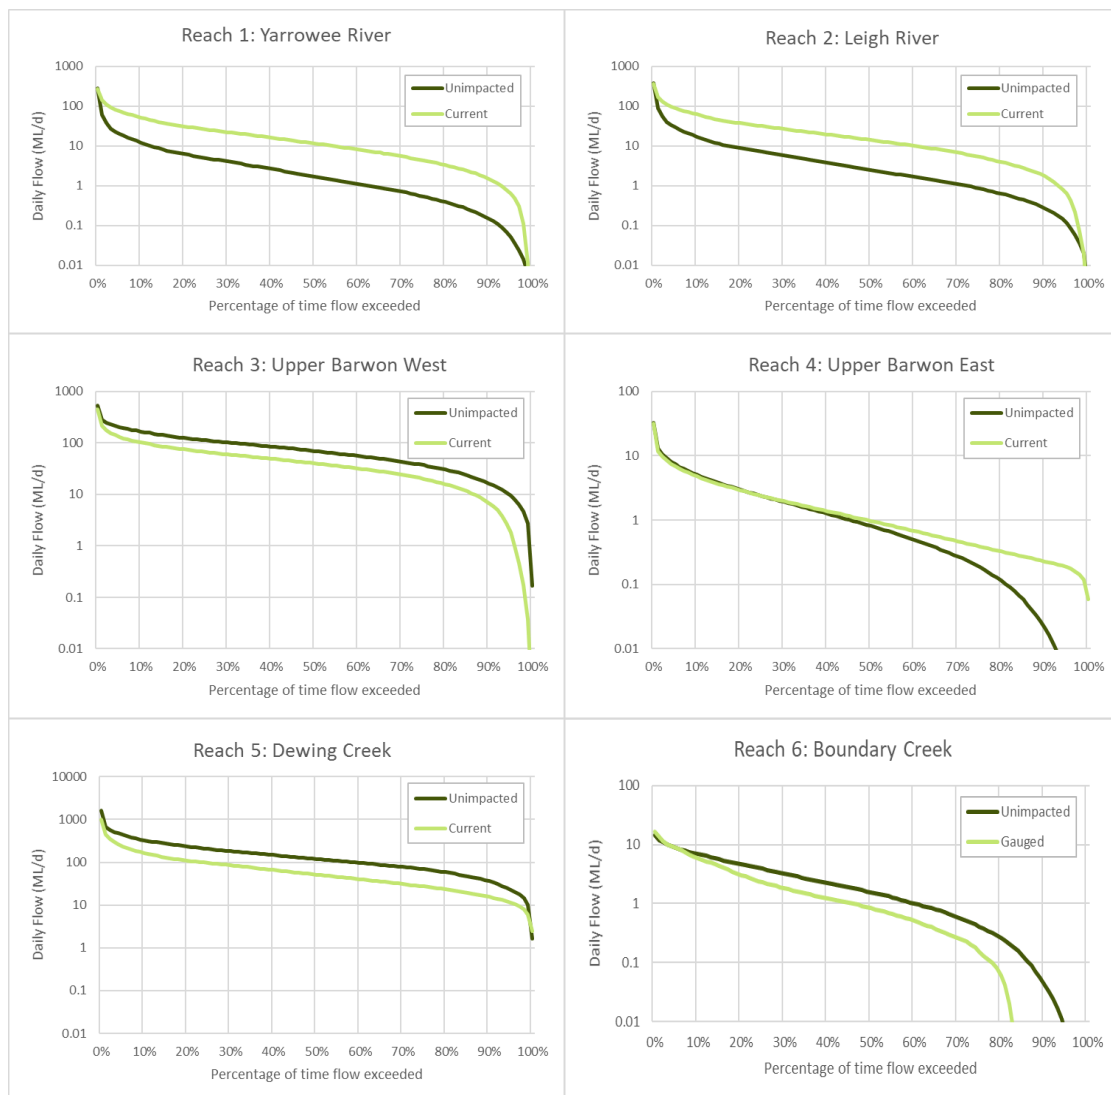 Reach 1: Yarrowee River
1000
100
10
1
0.1
0.01
Daily Flow (ML/d)
Unimpacted
Current
0% 10% 20% 30% 40% 50% 60% 70% 80% 90% 100%
Percentage of time flow exceeded
Reach 2: Leigh River
1000
100
10
1
0.1
0.01
Daily Flow (ML/d)
Unimpacted
Current
0% 10% 20% 30% 40% 50% 60% 70% 80% 90% 100%
Percentage of time flow exceeded
Reach 3: Upper Barwon West
1000
100
10
1
0.1
0.01
Daily Flow (ML/d)
Unimpacted
Current
0% 10% 20% 30% 40% 50% 60% 70% 80% 90% 100%
Percentage of time flow exceeded
Reach 4: Upper Barwon East
100
10
1
0.1
0.01
Daily Flow (ML/d)
Unimpacted
Current
0% 10% 20% 30% 40% 50% 60% 70% 80% 90% 100%
Percentage of time flow exceeded
Reach 5: Dewing Creek
10000
1000
100
10
1
0.1
0.01
Daily Flow (ML/d)
Unimpacted
Current
0% 10% 20% 30% 40% 50% 60% 70% 80% 90% 100%
Percentage of time flow exceeded
Reach 6: Boundary Creek
100
10
1
0.1
0.01
Daily Flow (ML/d)
Unimpacted
Gauged
0% 10% 20% 30% 40% 50% 60% 70% 80% 90% 100%
Percentage of time flow exceeded